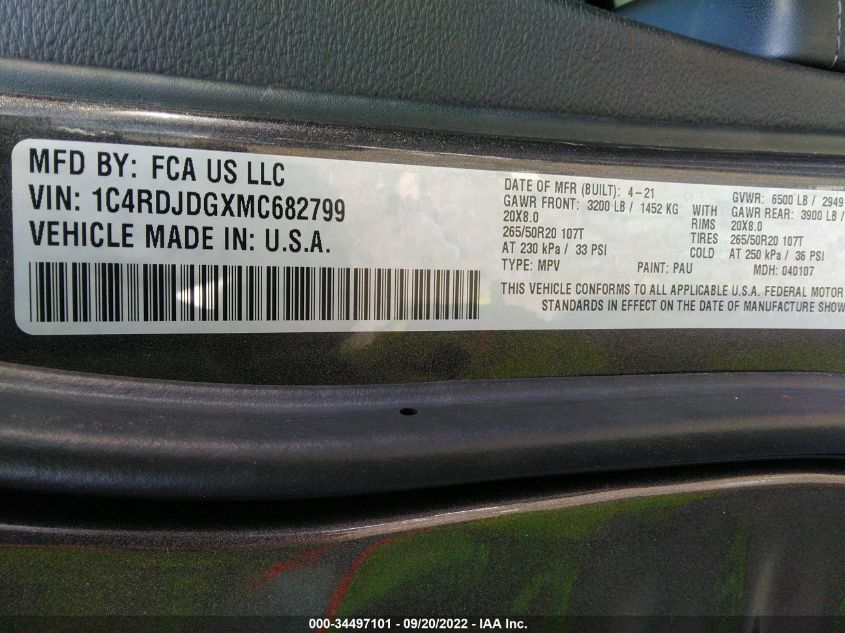 MFD BY: FCA US LLC
VIN: 1C4RDJDGXMC682799
VEHICLE MADE IN: U.S.A.
DATE OF MFR (BUILT): 4-21 GVWR: 6500 LB / 2949
GAWR FRONT: 3200 LB / 1452 KG WITH GAWR REAR: 3900 LB /
20X8.0 RIMS 20X8.0
265/50R20 107T TIRES 265/50R20 107T
AT 230 kPa / 33 PSI COLD AT 250 kPa / 36 PSI
TYPE: MPV PAINT: PAU MDH: 040107
THIS VEHICLE CONFORMS TO ALL APPLICABLE U.S.A. FEDERAL MOTOR
STANDARDS IN EFFECT ON THE DATE OF MANUFACTURE SHOW
000-34497101 - 09/20/2022 - IAA Inc.